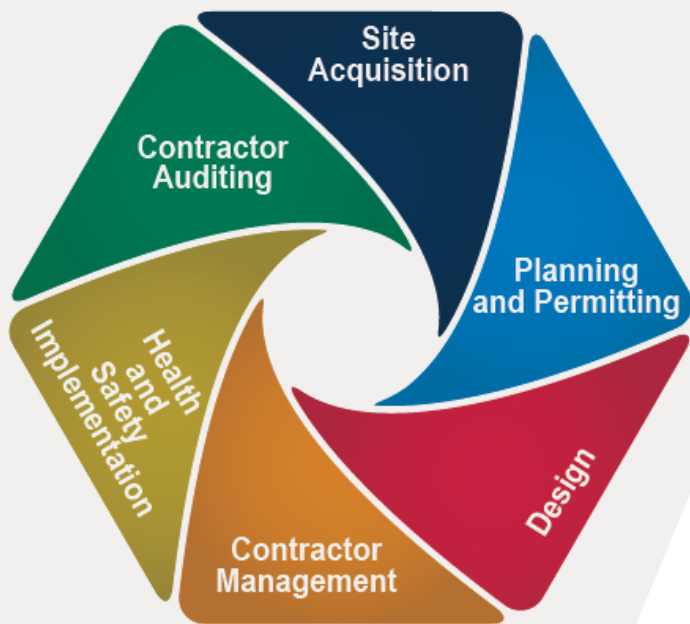 Site
Acquisition
Planning
and Permitting
Design
Contractor
Management
Health
and
Safety
Implementation
Contractor
Auditing